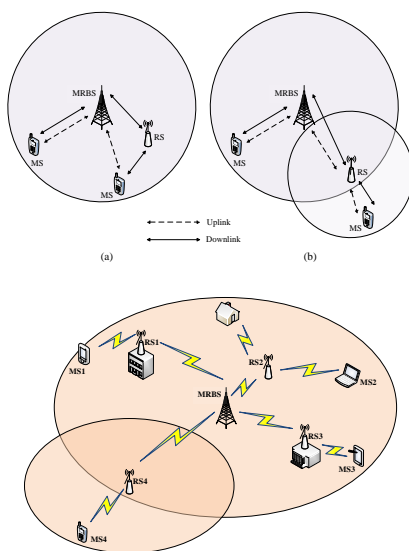 MRBS
MS
RS
MS
MRBS
MS
RS
MS
Uplink
Downlink
(a)
(b)
RS1
MS1
RS2
MS2
MRBS
RS3
MS3
RS4
MS4